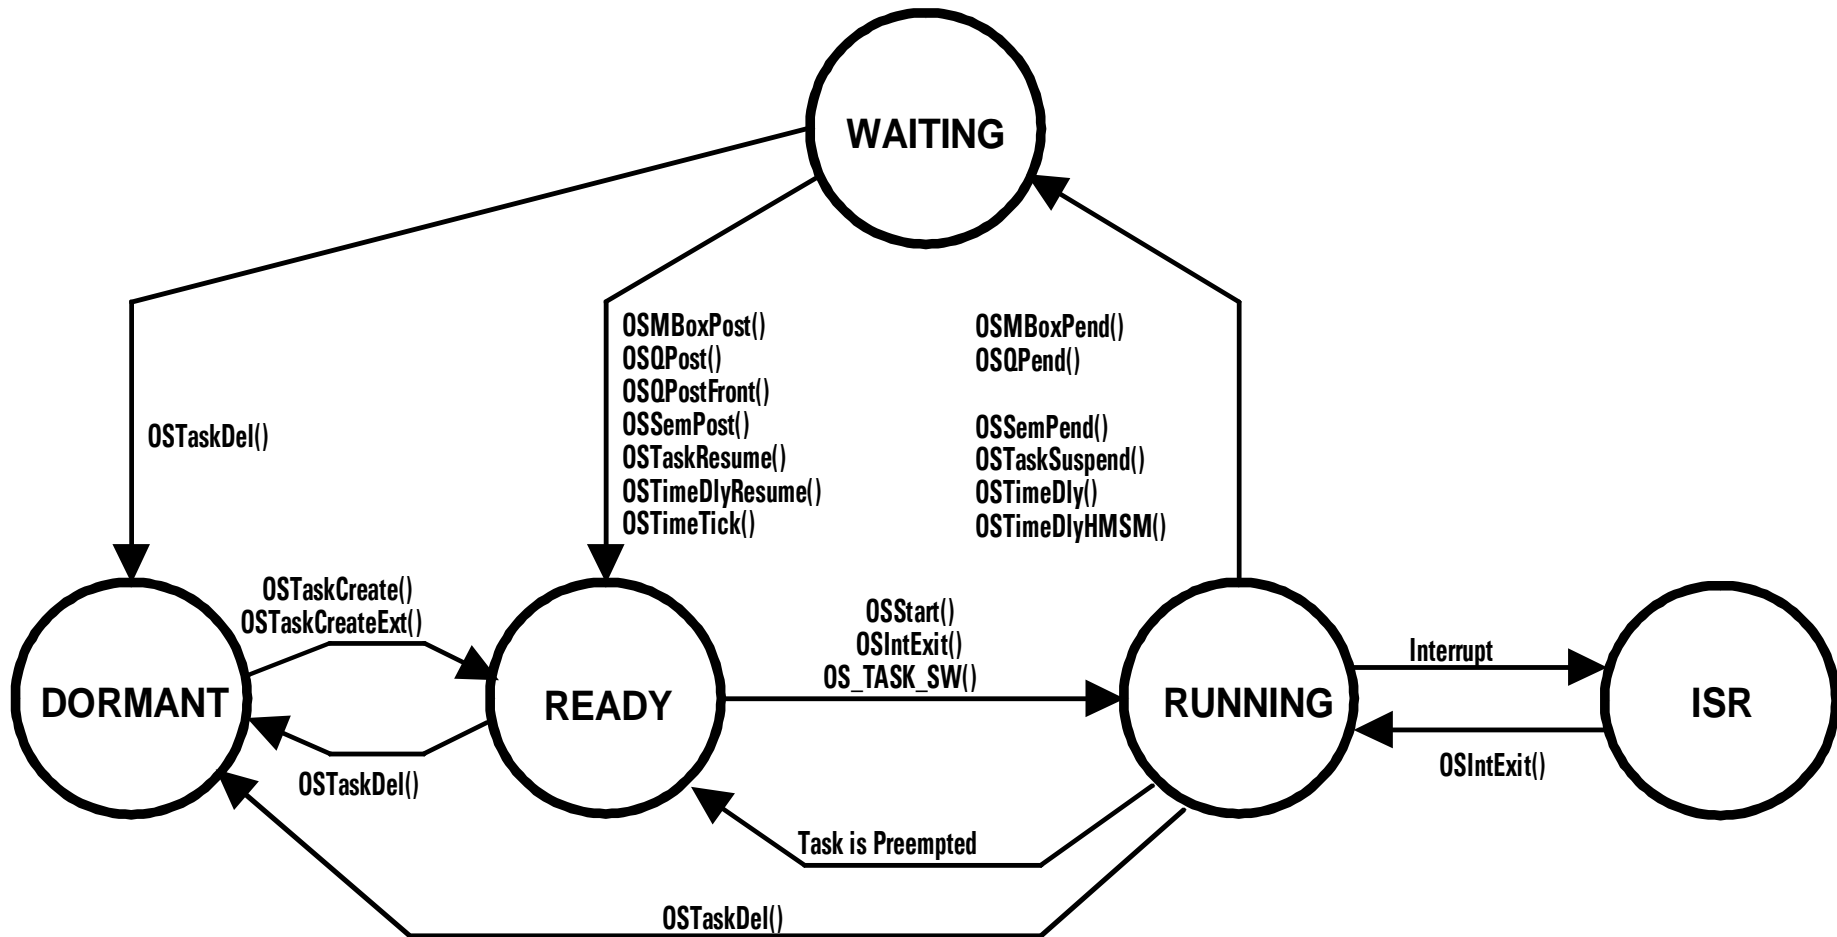 WAITING
OSMBoxPost()
OSQPost()
OSQPostFront()
OSSemPost()
OSTaskResume()
OSTimeDlyResume()
OSTimeTick()
OSMBoxPend()
OSQPend()
OSSemPend()
OSTaskSuspend()
OSTimeDly()
OSTimeDlyHMSM()
OSTaskDel()
OSTaskCreate()
OSTaskCreateExt()
OSStart()
OSIntExit()
OS_TASK_SW()
Interrupt
DORMANT
READY
RUNNING
ISR
OSTaskDel()
OSIntExit()
Task is Preempted
OSTaskDel()